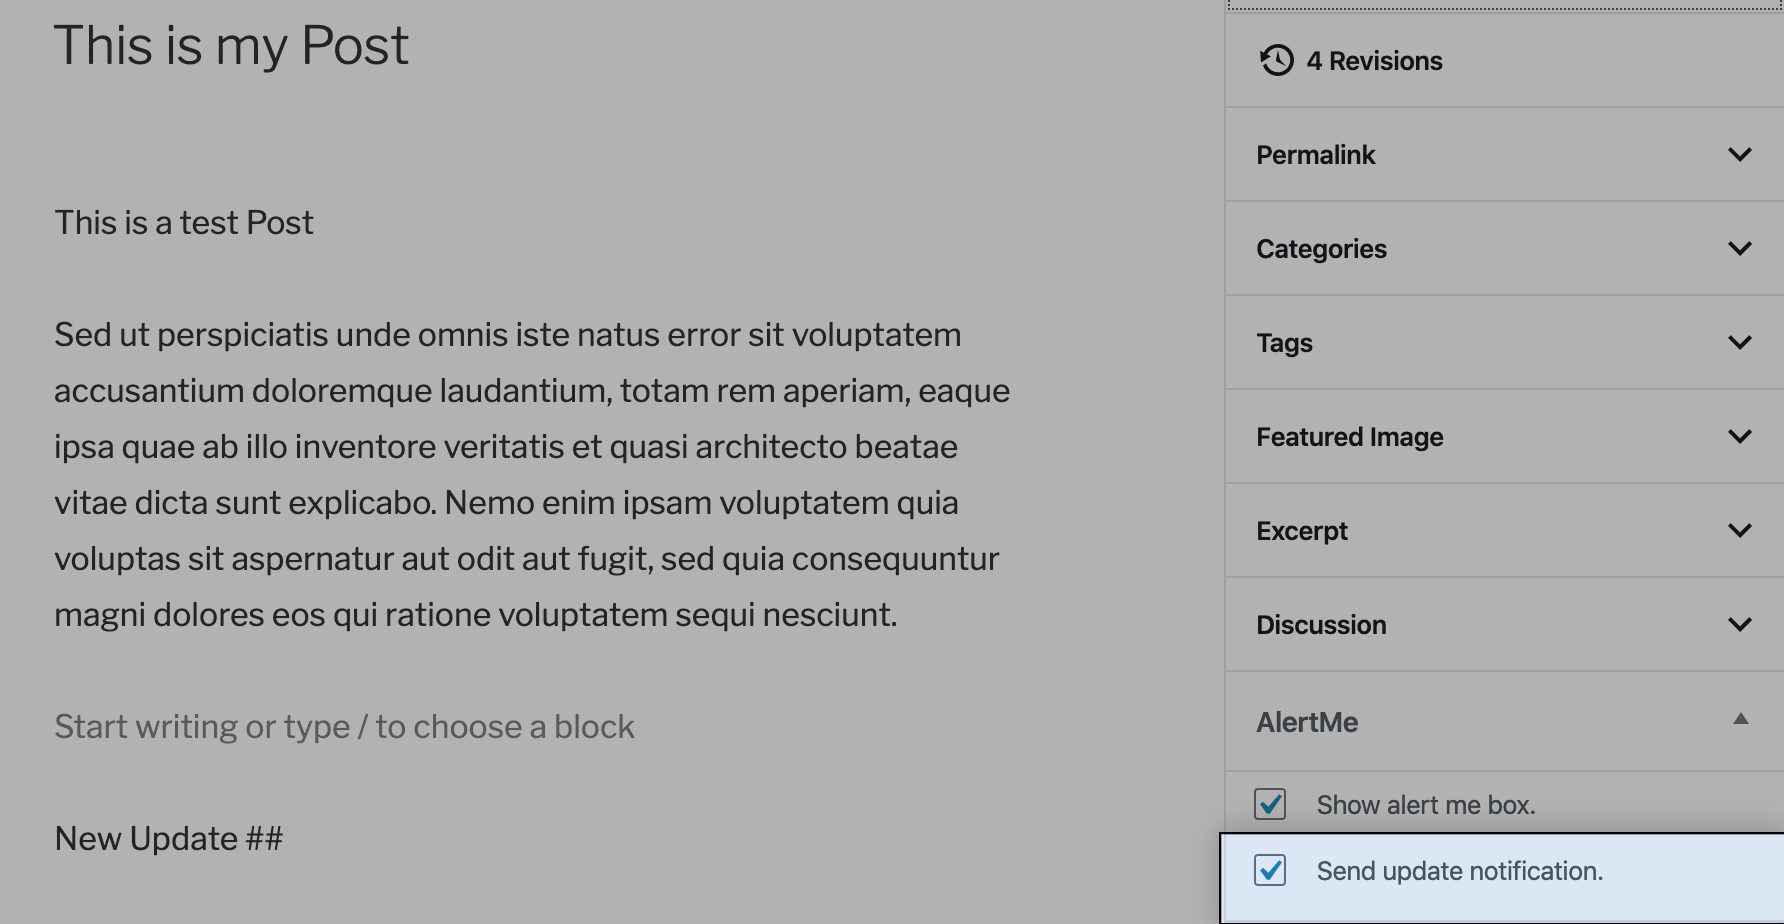 This is my Post
This is a test Post
Sed ut perspiciatis unde omnis iste natus error sit voluptatem
accusantium doloremque laudantium, totam rem aperiam, eaque
ipsa quae ab illo inventore veritatis et quasi architecto beatae
vitae dicta sunt explicabo. Nemo enim ipsam voluptatem quia
voluptas sit aspernatur aut odit aut fugit, sed quia consequuntur
magni dolores eos qui ratione voluptatem sequi nesciunt.
Start writing or type / to choose a block
New Update ##
4 Revisions
Permalink
Categories
Tags
Featured Image
Excerpt
Discussion
AlertMe
Show alert me box.
Send update notification.